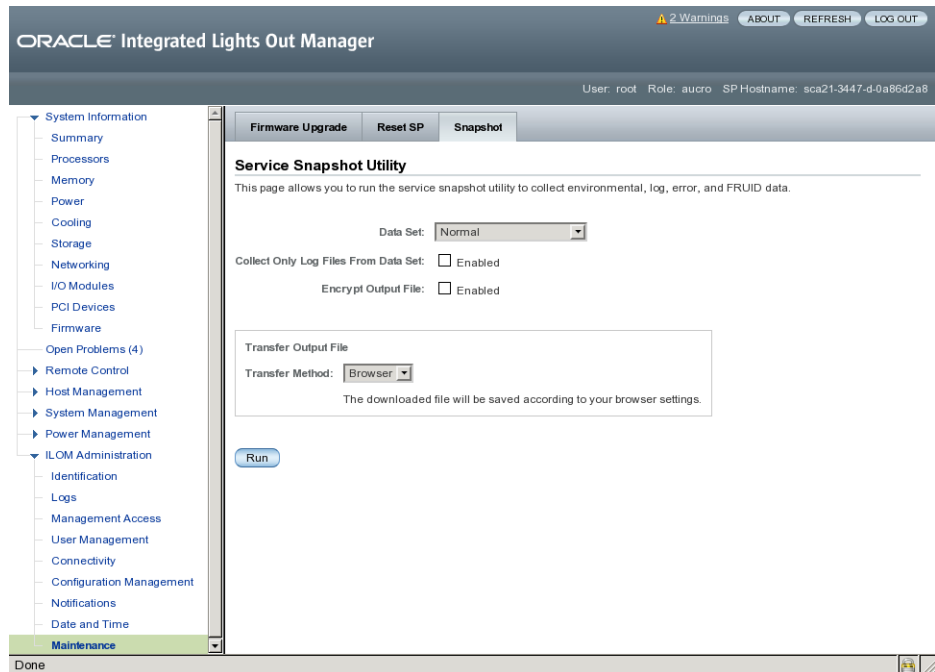 2 Warnings ABOUT REFRESH LOG OUT
ORACLE® Integrated Lights Out Manager
User: root Role: aucro SP Hostname: sca21-3447-d-0a86d2a8
System Information
Summary
Processors
Memory
Power
Cooling
Storage
Networking
I/O Modules
PCI Devices
Firmware
Open Problems (4)
Remote Control
Host Management
System Management
Power Management
ILOM Administration
Identification
Logs
Management Access
User Management
Connectivity
Configuration Management
Notifications
Date and Time
Maintenance
Firmware Upgrade Reset SP Snapshot
Service Snapshot Utility
This page allows you to run the service snapshot utility to collect environmental, log, error, and FRUID data.
Data Set: Normal
Collect Only Log Files From Data Set: Enabled
Encrypt Output File: Enabled
Transfer Output File
Transfer Method: Browser
The downloaded file will be saved according to your browser settings.
Run
Done